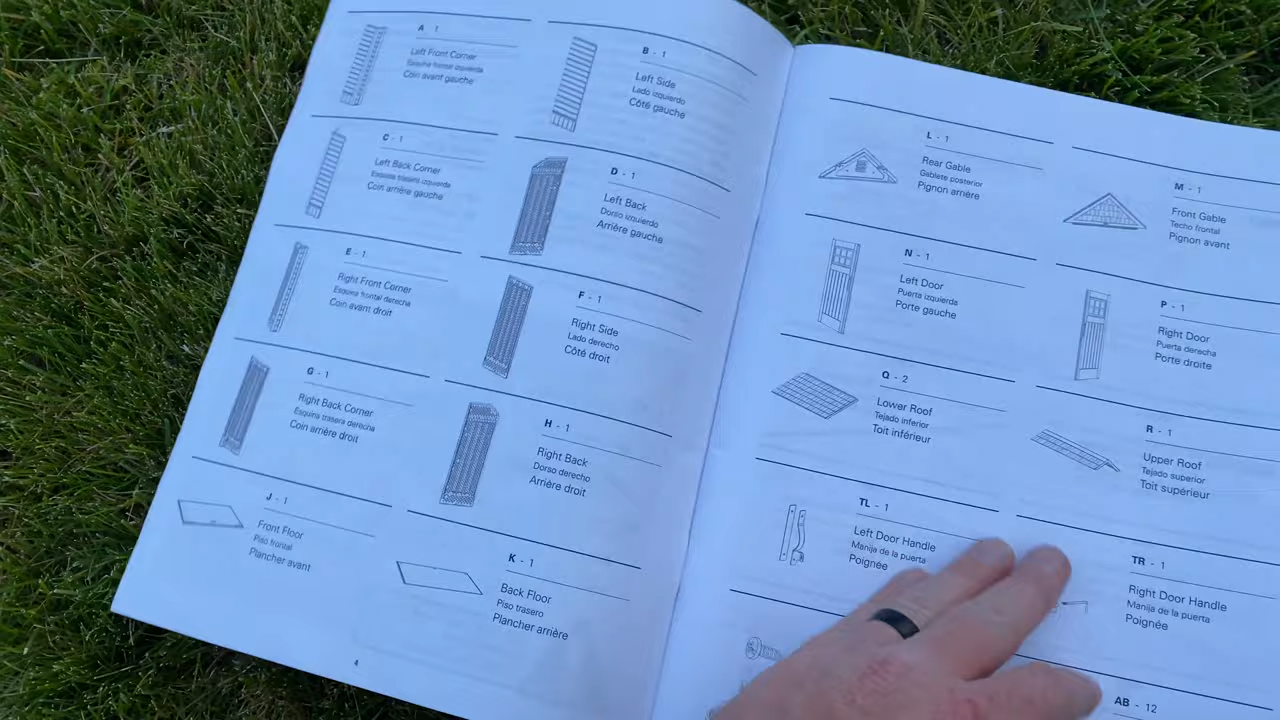 A - 1
Left Front Corner
Esquina frontal izquierda
Coin avant gauche
B - 1
Left Side
Lado izquierdo
Côté gauche
C - 1
Left Back Corner
Esquina trasera izquierda
Coin arrière gauche
D - 1
Left Back
Dorso izquierdo
Arrière gauche
E - 1
Right Front Corner
Esquina frontal derecha
Coin avant droit
F - 1
Right Side
Lado derecho
Côté droit
G - 1
Right Back Corner
Esquina trasera derecha
Coin arrière droit
H - 1
Right Back
Dorso derecho
Arrière droit
J - 1
Front Floor
Piso frontal
Plancher avant
K - 1
Back Floor
Piso trasero
Plancher arrière
4
L - 1
Rear Gable
Gablete posterior
Pignon arrière
M - 1
Front Gable
Techo frontal
Pignon avant
N - 1
Left Door
Puerta izquierda
Porte gauche
P - 1
Right Door
Puerta derecha
Porte droite
Q - 2
Lower Roof
Tejado inferior
Toit inférieur
R - 1
Upper Roof
Tejado superior
Toit supérieur
TL - 1
Left Door Handle
Manija de la puerta
Poignée
TR - 1
Right Door Handle
Manija de la puerta
Poignée
AB - 12